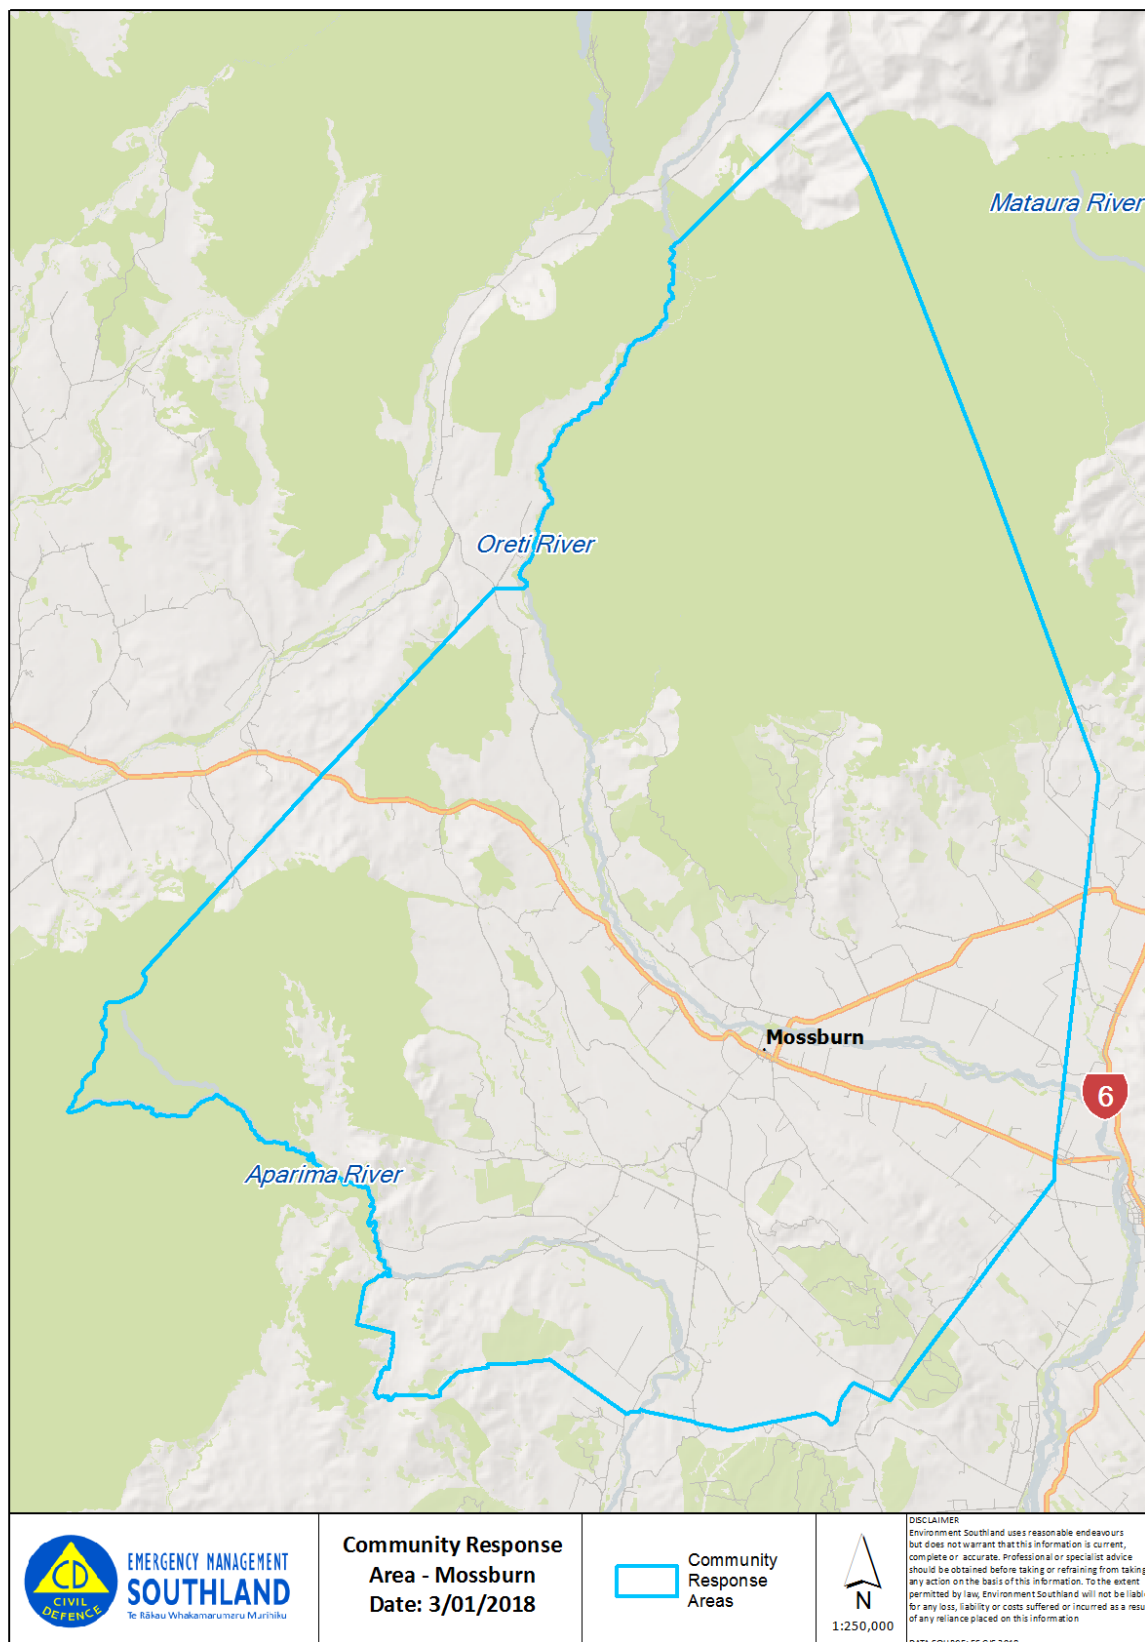 Mataura River
Oreti River
Mossburn
6
Aparima River
CD
CIVIL
DEFENCE
EMERGENCY MANAGEMENT
SOUTHLAND
Te Rākau Whakamarumaru Murihiku
Community Response
Area - Mossburn
Date: 3/01/2018
Community
Response
Areas
N
1:250,000
DISCLAIMER
Environment Southland uses reasonable endeavours
but does not warrant that this information is current,
complete or accurate. Professional or specialist advice
should be obtained before taking or refraining from taking
any action on the basis of this information. To the extent
permitted by law, Environment Southland will not be liable
for any loss, liability or costs suffered or incurred as a resu
of any reliance placed on this information